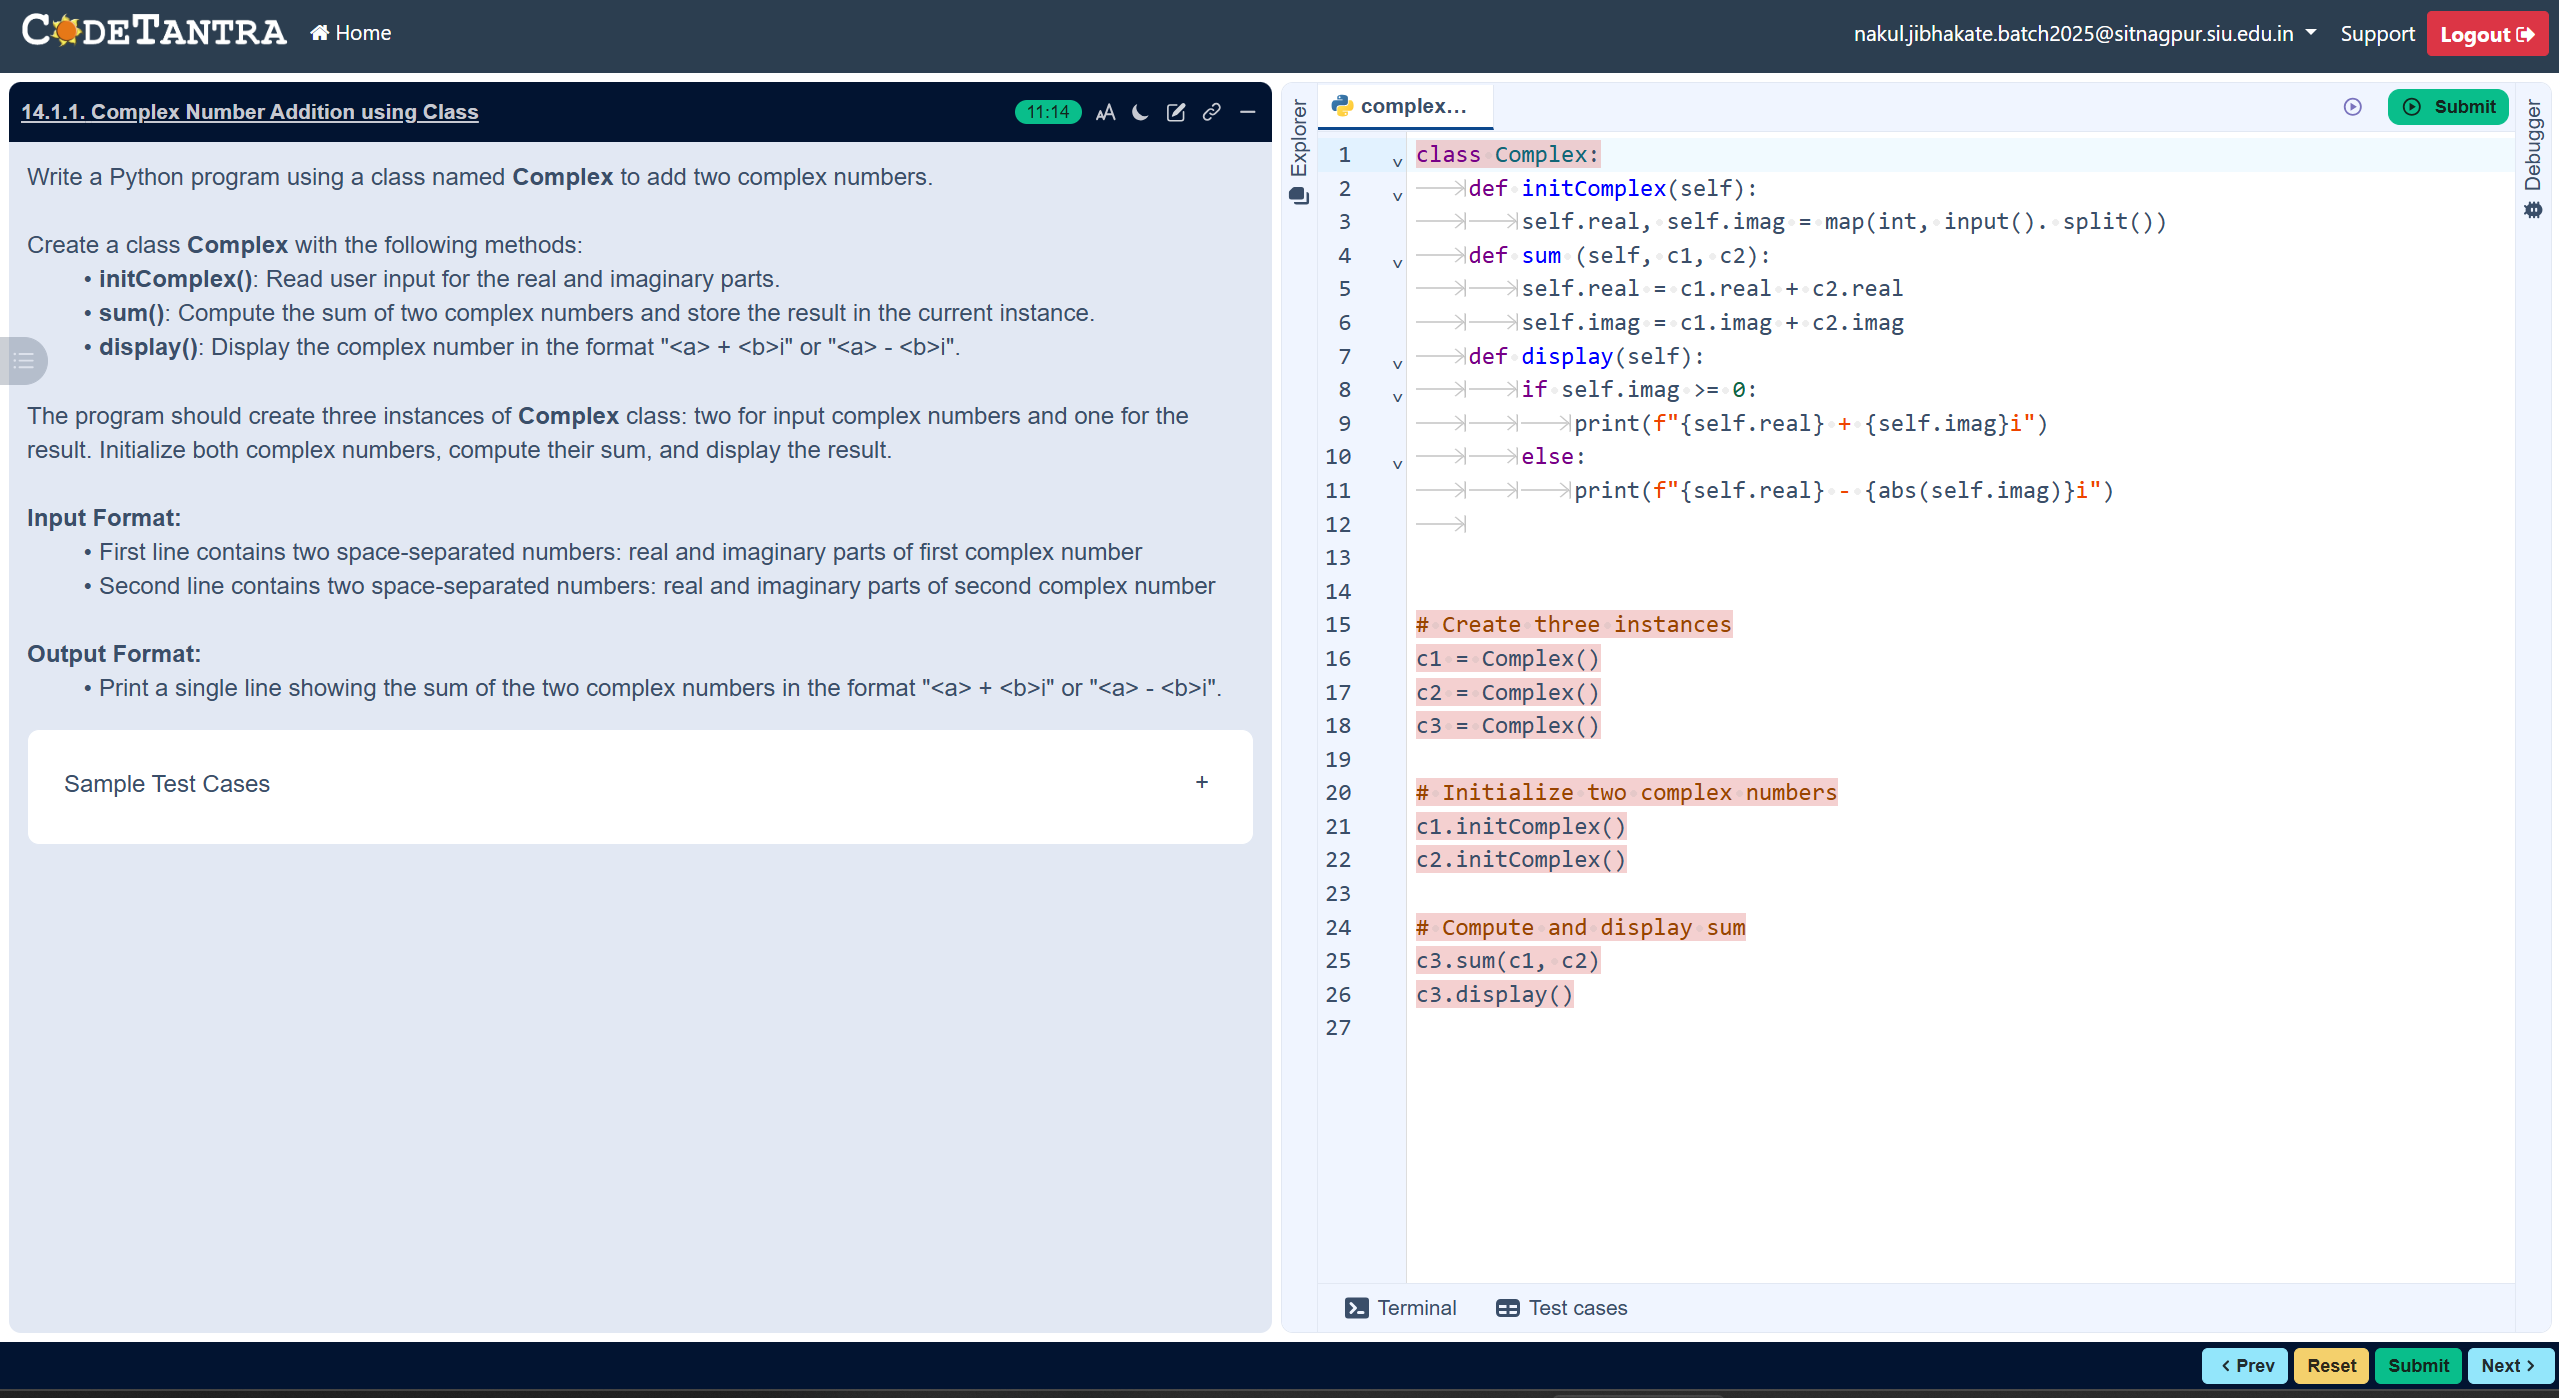 CODETANTRA Home
nakul.jibhakate.batch2025@sitnagpur.siu.edu.in Support Logout
14.1.1. Complex Number Addition using Class
11:14 AA
Write a Python program using a class named Complex to add two complex numbers.
Create a class Complex with the following methods:
• initComplex(): Read user input for the real and imaginary parts.
• sum(): Compute the sum of two complex numbers and store the result in the current instance.
• display(): Display the complex number in the format "<a> + <b>i" or "<a> - <b>i".
The program should create three instances of Complex class: two for input complex numbers and one for the
result. Initialize both complex numbers, compute their sum, and display the result.
Input Format:
• First line contains two space-separated numbers: real and imaginary parts of first complex number
• Second line contains two space-separated numbers: real and imaginary parts of second complex number
Output Format:
• Print a single line showing the sum of the two complex numbers in the format "<a> + <b>i" or "<a> - <b>i".
Sample Test Cases +
Explorer
complex...
Submit
Debugger
1 class Complex:
2 def initComplex(self):
3 self.real, self.imag = map(int, input(). split())
4 def sum (self, c1, c2):
5 self.real = c1.real + c2.real
6 self.imag = c1.imag + c2.imag
7 def display(self):
8 if self.imag >= 0:
9 print(f"{self.real} + {self.imag}i")
10 else:
11 print(f"{self.real} - {abs(self.imag)}i")
12
13
14
15 # Create three instances
16 c1 = Complex()
17 c2 = Complex()
18 c3 = Complex()
19
20 # Initialize two complex numbers
21 c1.initComplex()
22 c2.initComplex()
23
24 # Compute and display sum
25 c3.sum(c1, c2)
26 c3.display()
27
Terminal Test cases
< Prev Reset Submit Next >